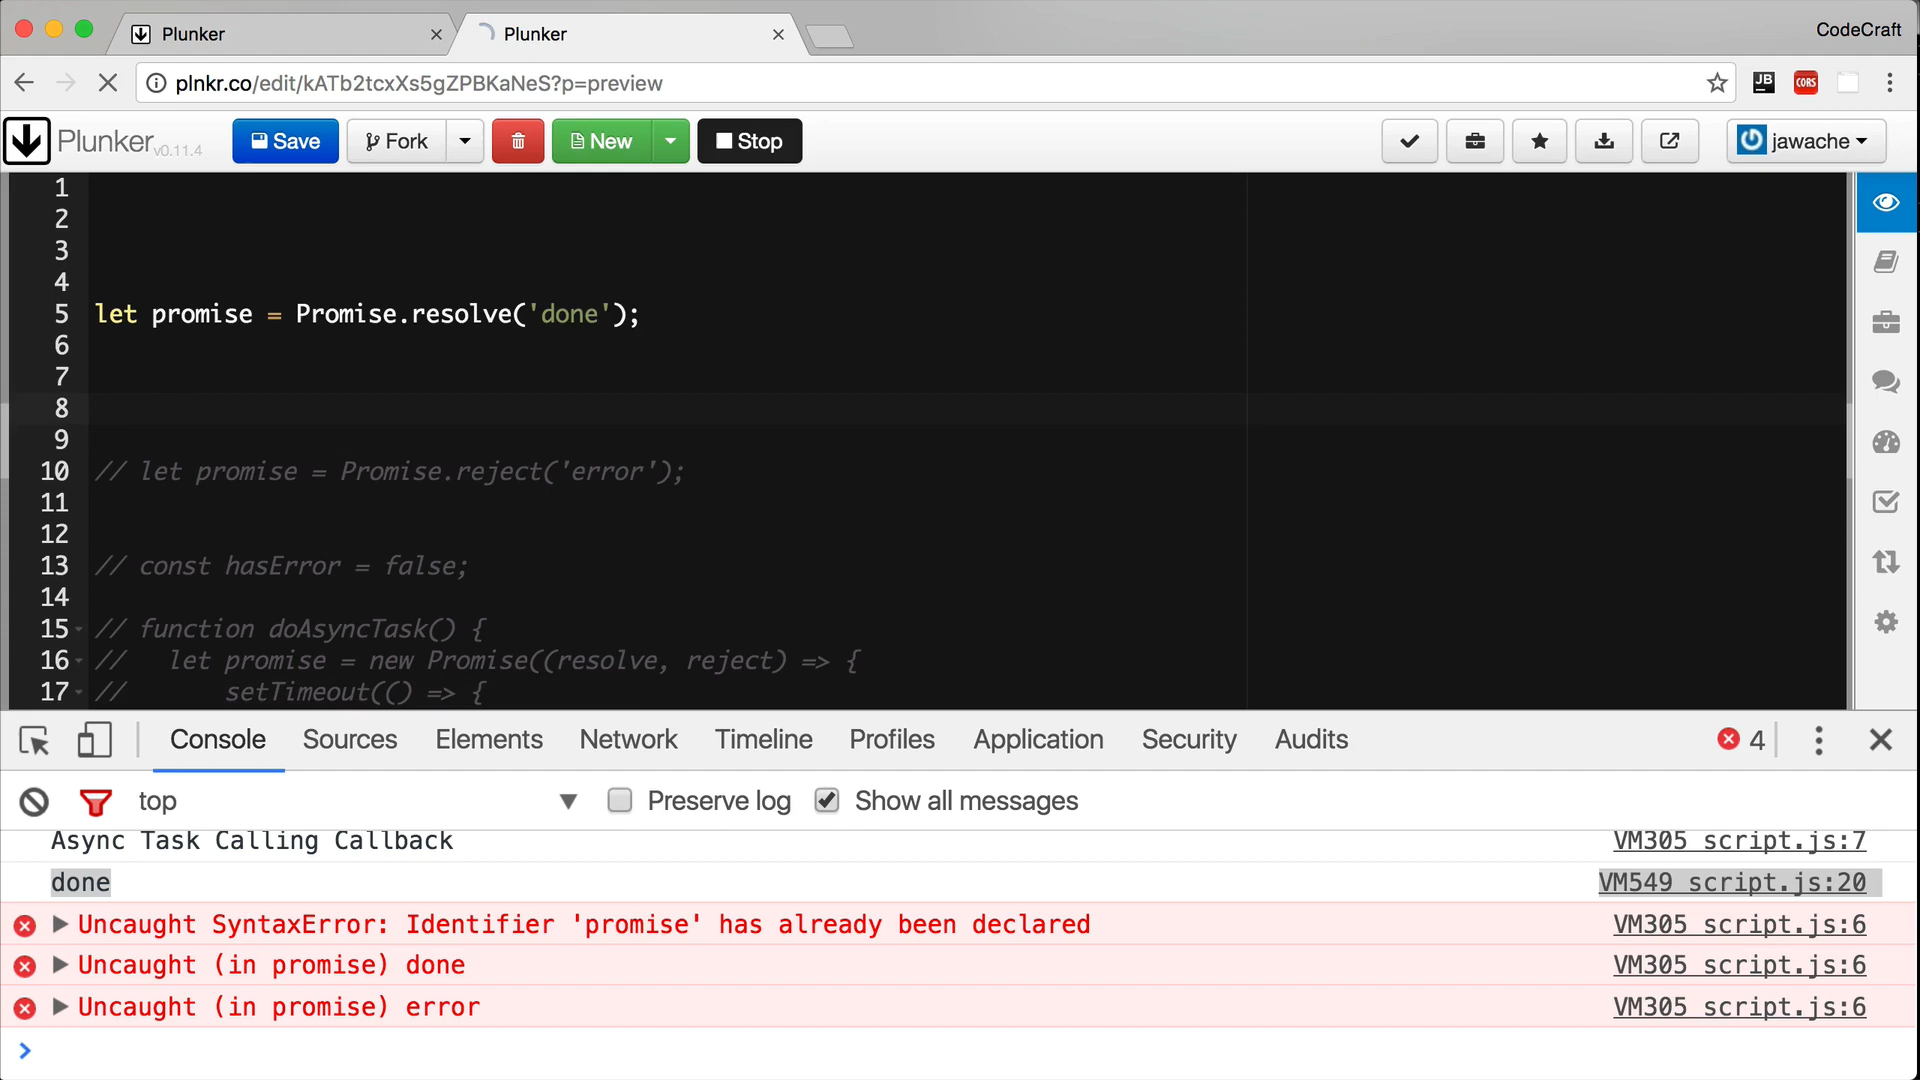 Plunker
Plunker
CodeCraft
plnkr.co/edit/kATb2tcxXs5gZPBKaNeS?p=preview
JB
CORS
Plunker v0.11.4
Save
Fork
New
Stop
jawache
1
2
3
4
5 let promise = Promise.resolve('done');
6
7
8
9
10 // let promise = Promise.reject('error');
11
12
13 // const hasError = false;
14
15 // function doAsyncTask() {
16 //   let promise = new Promise((resolve, reject) => {
17 //       setTimeout(() => {
Console Sources Elements Network Timeline Profiles Application Security Audits 4
top Preserve log Show all messages
Async Task Calling Callback VM305 script.js:7
done VM549 script.js:20
Uncaught SyntaxError: Identifier 'promise' has already been declared VM305 script.js:6
Uncaught (in promise) done VM305 script.js:6
Uncaught (in promise) error VM305 script.js:6